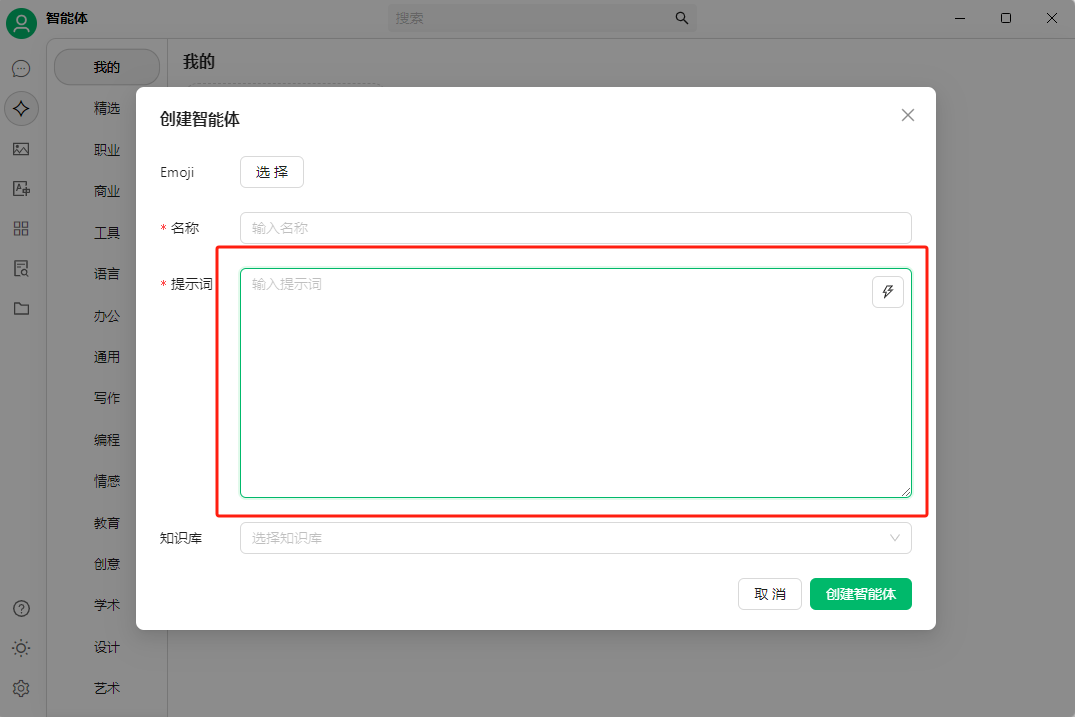 智能体
搜索
我的
精选
职业
商业
工具
语言
办公
通用
写作
编程
情感
教育
创意
学术
设计
艺术
我的
创建智能体
Emoji
选 择
* 名称
输入名称
* 提示词
输入提示词
知识库
选择知识库
取 消
创建智能体